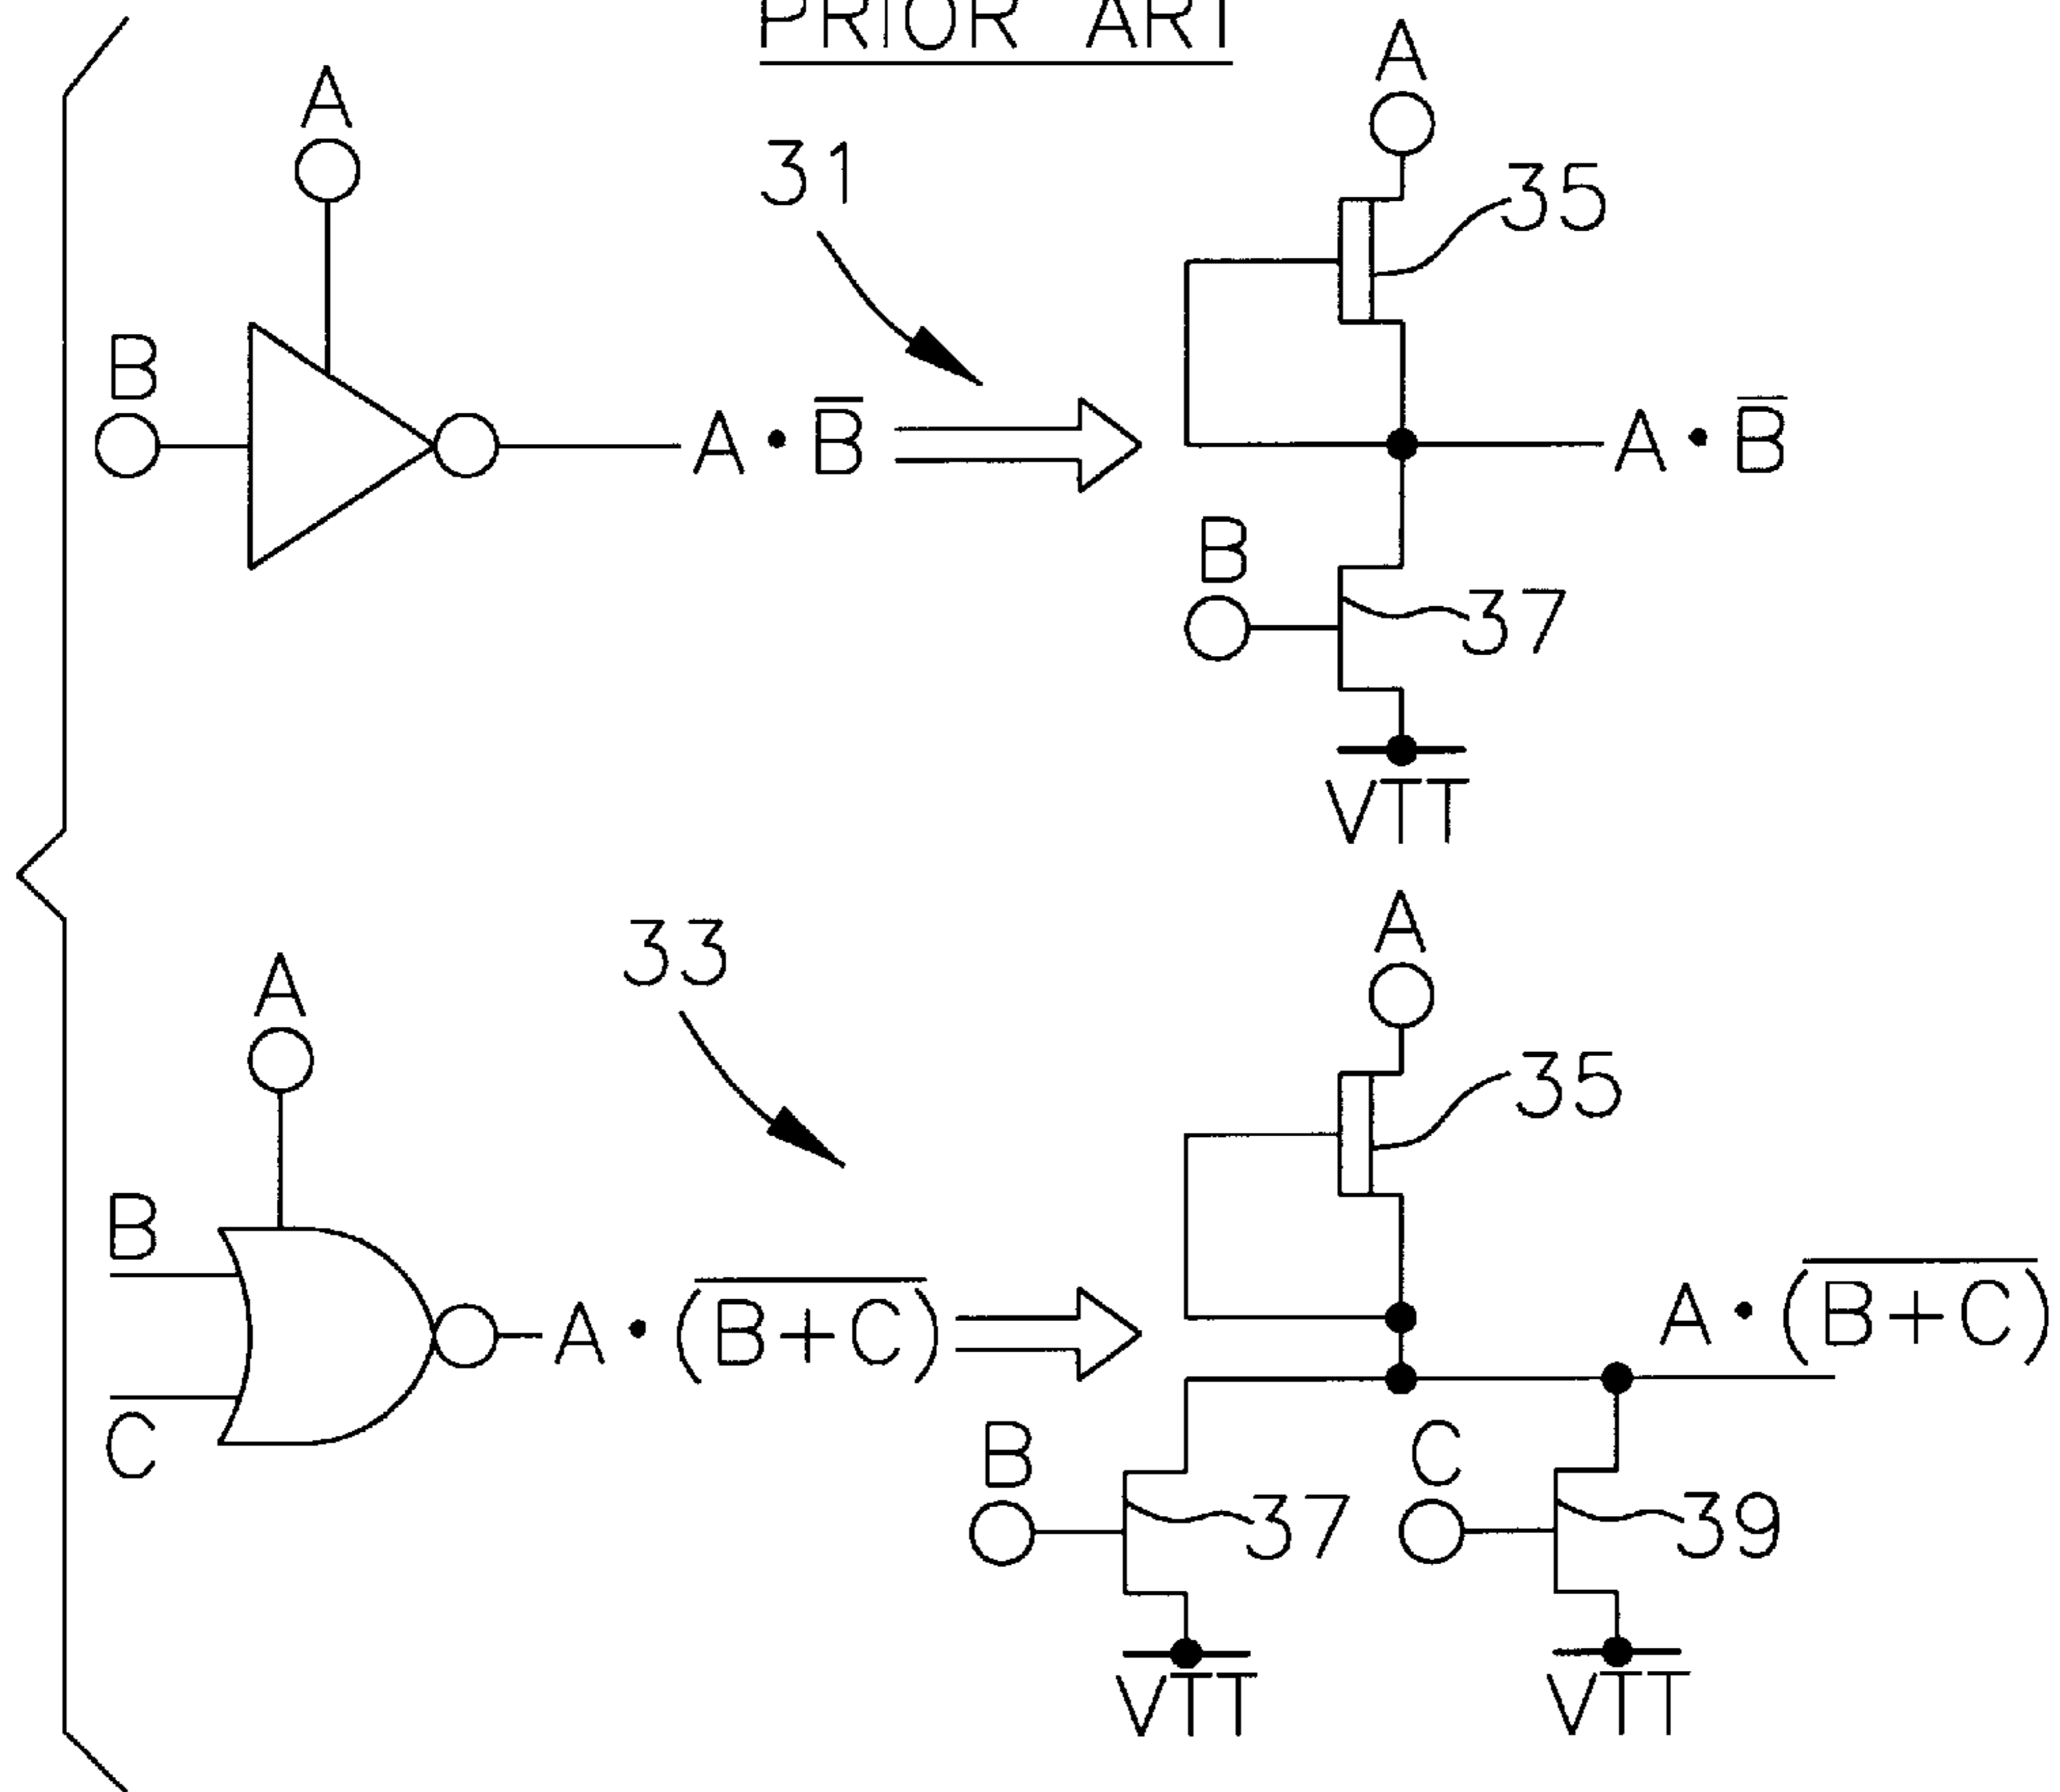 PRIOR ART
A
31
B
A·B̅
A
35
A·B̅
B
37
VTT
33
A
B
C
A·(B̅+̅C̅)
A
35
A·(B̅+̅C̅)
B
37
C
39
VTT
VTT